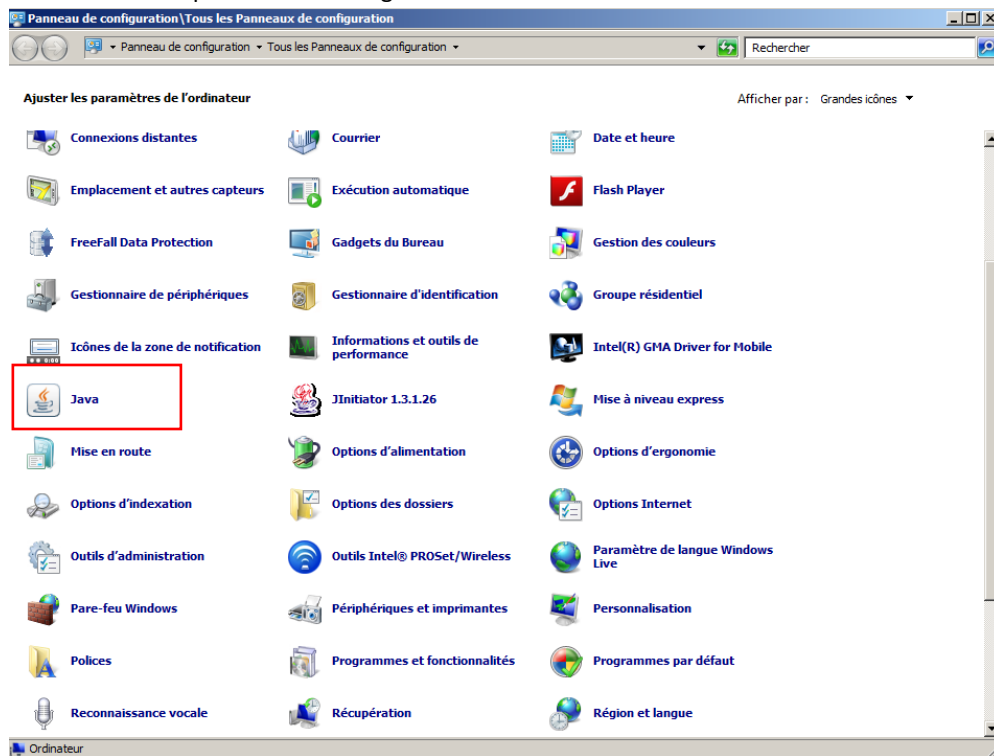 Panneau de configuration\Tous les Panneaux de configuration
Panneau de configuration Tous les Panneaux de configuration Rechercher
Ajuster les paramètres de l'ordinateur Afficher par : Grandes icônes
Connexions distantes Courrier Date et heure
Emplacement et autres capteurs Exécution automatique Flash Player
FreeFall Data Protection Gadgets du Bureau Gestion des couleurs
Gestionnaire de périphériques Gestionnaire d'identification Groupe résidentiel
Icônes de la zone de notification Informations et outils de performance Intel(R) GMA Driver for Mobile
Java JInitiator 1.3.1.26 Mise à niveau express
Mise en route Options d'alimentation Options d'ergonomie
Options d'indexation Options des dossiers Options Internet
Outils d'administration Outils Intel® PROSet/Wireless Paramètre de langue Windows Live
Pare-feu Windows Périphériques et imprimantes Personnalisation
Polices Programmes et fonctionnalités Programmes par défaut
Reconnaissance vocale Récupération Région et langue
Ordinateur